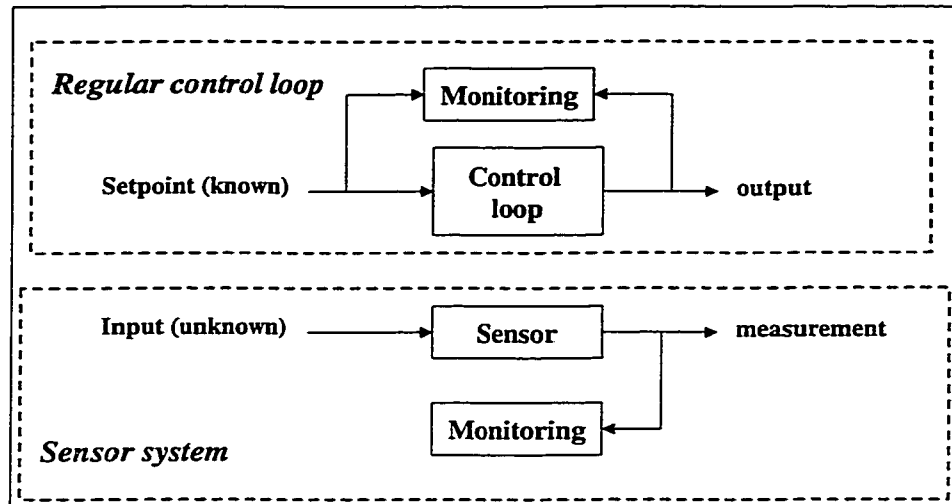 Regular control loop
Monitoring
Setpoint (known)
Control
loop
output
Input (unknown)
Sensor
measurement
Monitoring
Sensor system